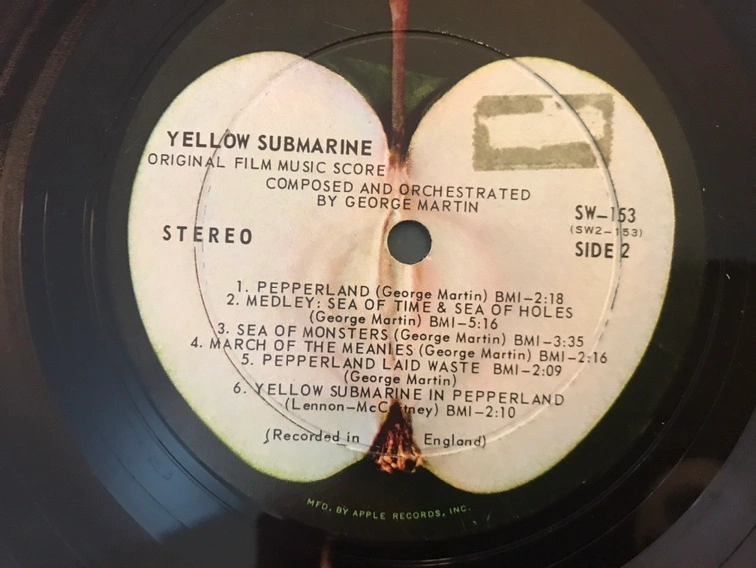 YELLOW SUBMARINE
ORIGINAL FILM MUSIC SCORE
COMPOSED AND ORCHESTRATED
BY GEORGE MARTIN
STEREO
SW-153
(SW2-153)
SIDE 2
1. PEPPERLAND (George Martin) BMI-2:18
2. MEDLEY: SEA OF TIME & SEA OF HOLES
(George Martin) BMI-5:16
3. SEA OF MONSTERS (George Martin) BMI-3:35
4. MARCH OF THE MEANIES (George Martin) BMI-2:16
5. PEPPERLAND LAID WASTE BMI-2:09
(George Martin)
6. YELLOW SUBMARINE IN PEPPERLAND
(Lennon-McCartney) BMI-2:10
(Recorded in England)
MFD. BY APPLE RECORDS, INC.